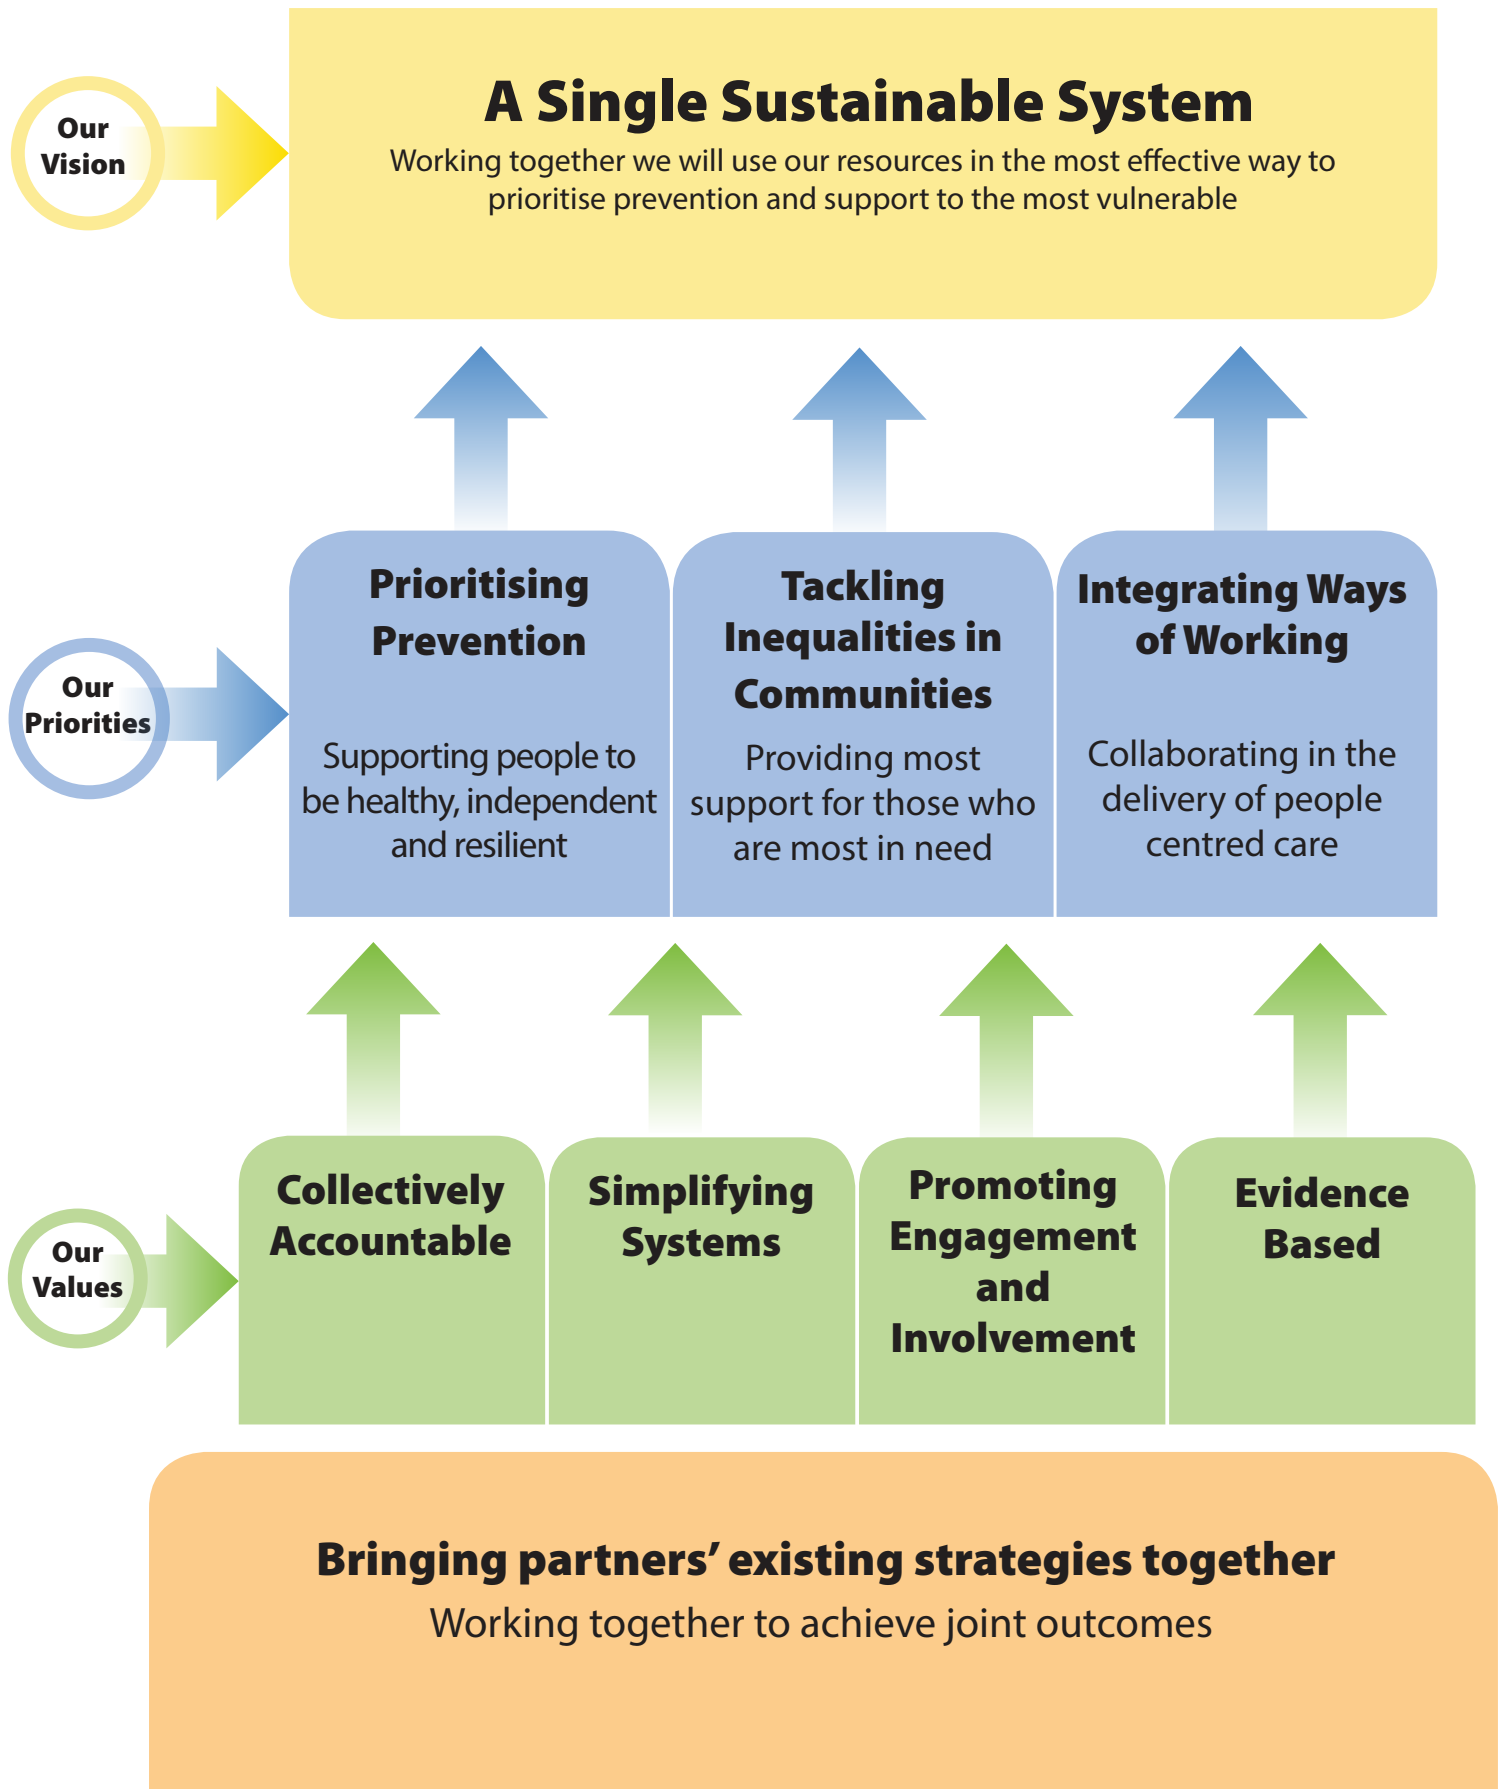 Our
Vision
A Single Sustainable System
Working together we will use our resources in the most effective way to
prioritise prevention and support to the most vulnerable
Our
Priorities
Prioritising
Prevention
Supporting people to
be healthy, independent
and resilient
Tackling
Inequalities in
Communities
Providing most
support for those who
are most in need
Integrating Ways
of Working
Collaborating in the
delivery of people
centred care
Our
Values
Collectively
Accountable
Simplifying
Systems
Promoting
Engagement
and
Involvement
Evidence
Based
Bringing partners’ existing strategies together
Working together to achieve joint outcomes